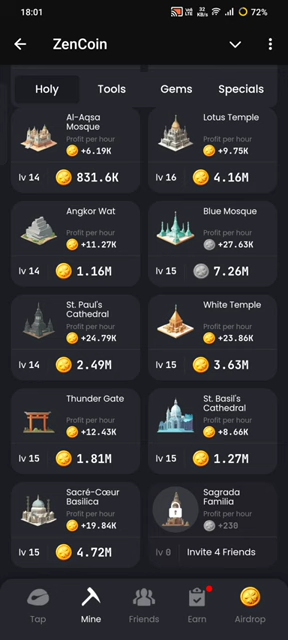 18:01
Vo) LTE
32 KB/s
72%
ZenCoin
Holy
Tools
Gems
Specials
Al-Aqsa
Mosque
Profit per hour
+6.19K
lv 14
831.6K
Lotus Temple
Profit per hour
+9.75K
lv 16
4.16M
Angkor Wat
Profit per hour
+11.27K
lv 14
1.16M
Blue Mosque
Profit per hour
+27.63K
lv 15
7.26M
St. Paul's
Cathedral
Profit per hour
+24.79K
lv 14
2.49M
White Temple
Profit per hour
+23.86K
lv 15
3.63M
Thunder Gate
Profit per hour
+12.43K
lv 15
1.81M
St. Basil's
Cathedral
Profit per hour
+8.66K
lv 15
1.27M
Sacré-Cœur
Basilica
Profit per hour
+19.84K
lv 15
4.72M
Sagrada
Familia
Profit per hour
+230
lv 0
Invite 4 Friends
Tap
Mine
Friends
Earn
Airdrop